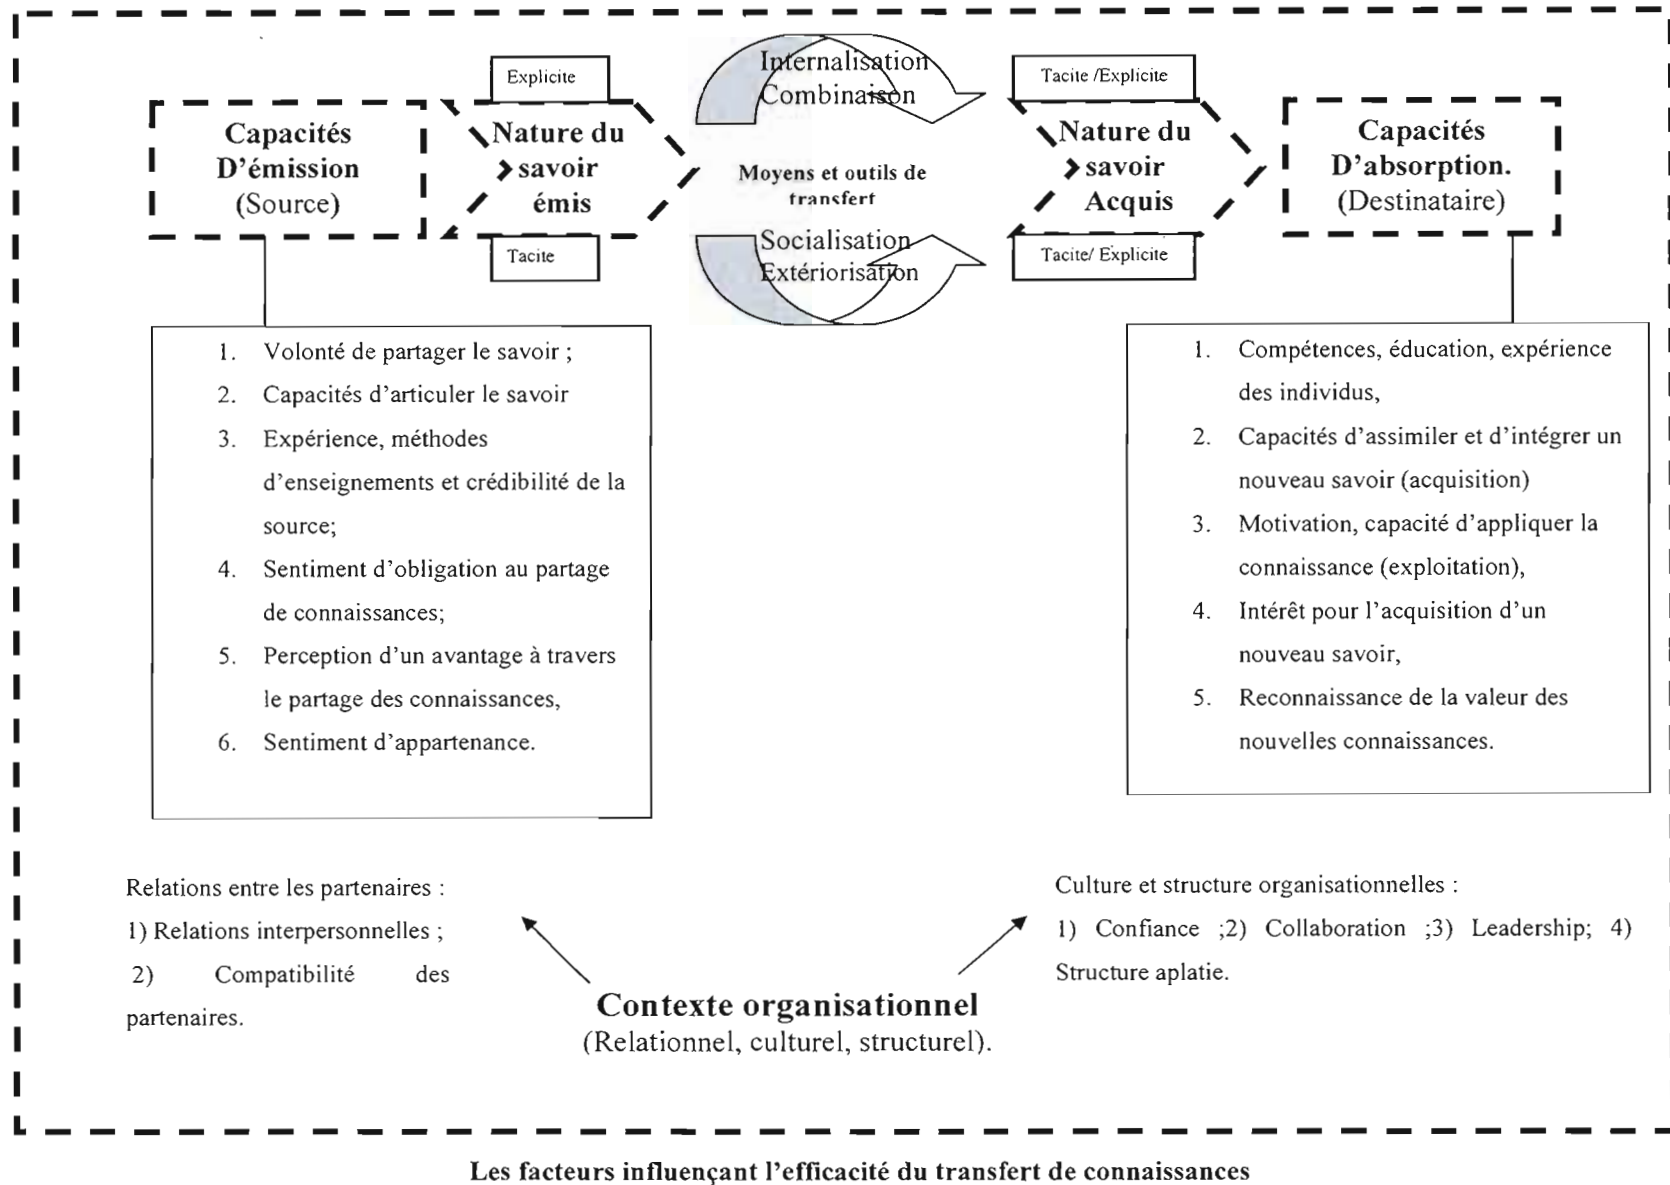 Explicite
Internalisation
Combinaison
Tacite /Explicite
Capacités
D'émission
(Source)
Nature du
savoir
émis
Moyens et outils de
transfert
Nature du
savoir
Acquis
Capacités
D'absorption.
(Destinataire)
Tacite
Socialisation
Extériorisation
Tacite/ Explicite
1. Volonté de partager le savoir ;
2. Capacités d'articuler le savoir
3. Expérience, méthodes
d'enseignements et crédibilité de la
source;
4. Sentiment d'obligation au partage
de connaissances;
5. Perception d'un avantage à travers
le partage des connaissances,
6. Sentiment d'appartenance.
1. Compétences, éducation, expérience
des individus,
2. Capacités d'assimiler et d'intégrer un
nouveau savoir (acquisition)
3. Motivation, capacité d'appliquer la
connaissance (exploitation),
4. Intérêt pour l'acquisition d'un
nouveau savoir,
5. Reconnaissance de la valeur des
nouvelles connaissances.
Relations entre les partenaires :
1) Relations interpersonnelles ;
2) Compatibilité des
partenaires.
Culture et structure organisationnelles :
1) Confiance ;2) Collaboration ;3) Leadership; 4)
Structure aplatie.
Contexte organisationnel
(Relationnel, culturel, structurel).
Les facteurs influençant l'efficacité du transfert de connaissances